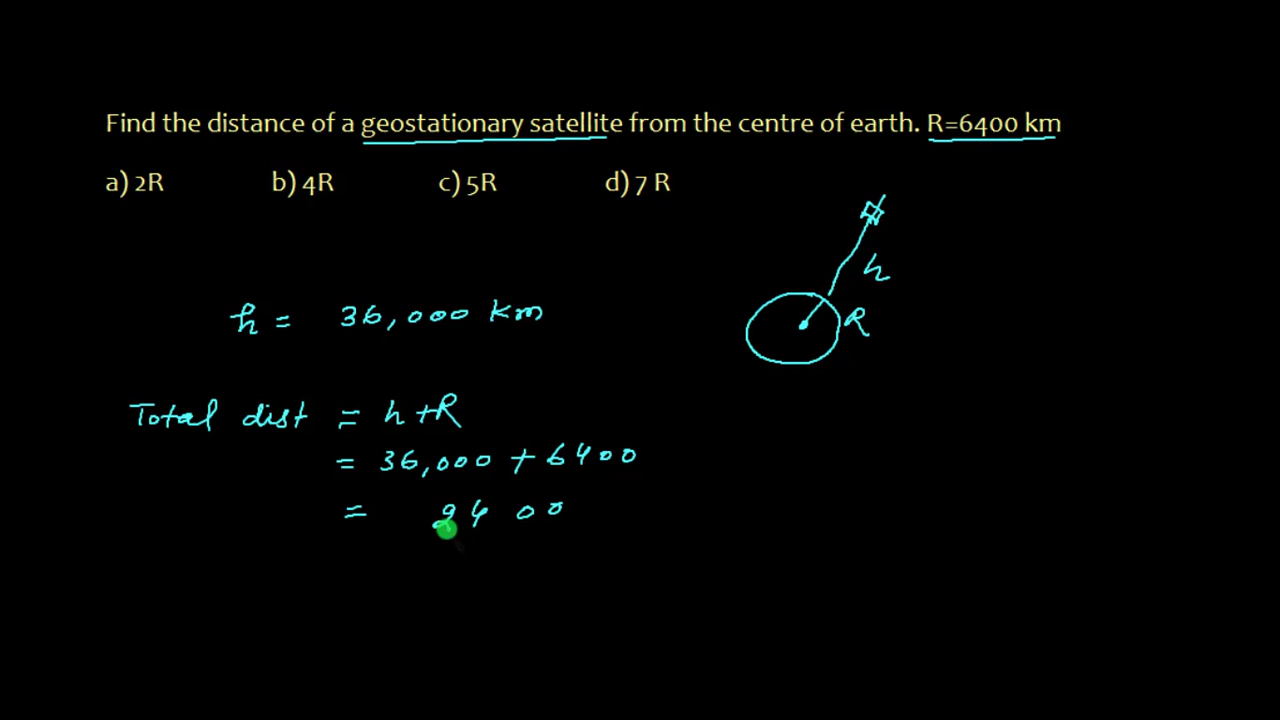 Find the distance of a geostationary satellite from the centre of earth. R=6400 km
a) 2R b) 4R c) 5R d) 7 R
h
h = 36,000 km
R
Total dist = h+R
= 36,000 + 6400
= 2400